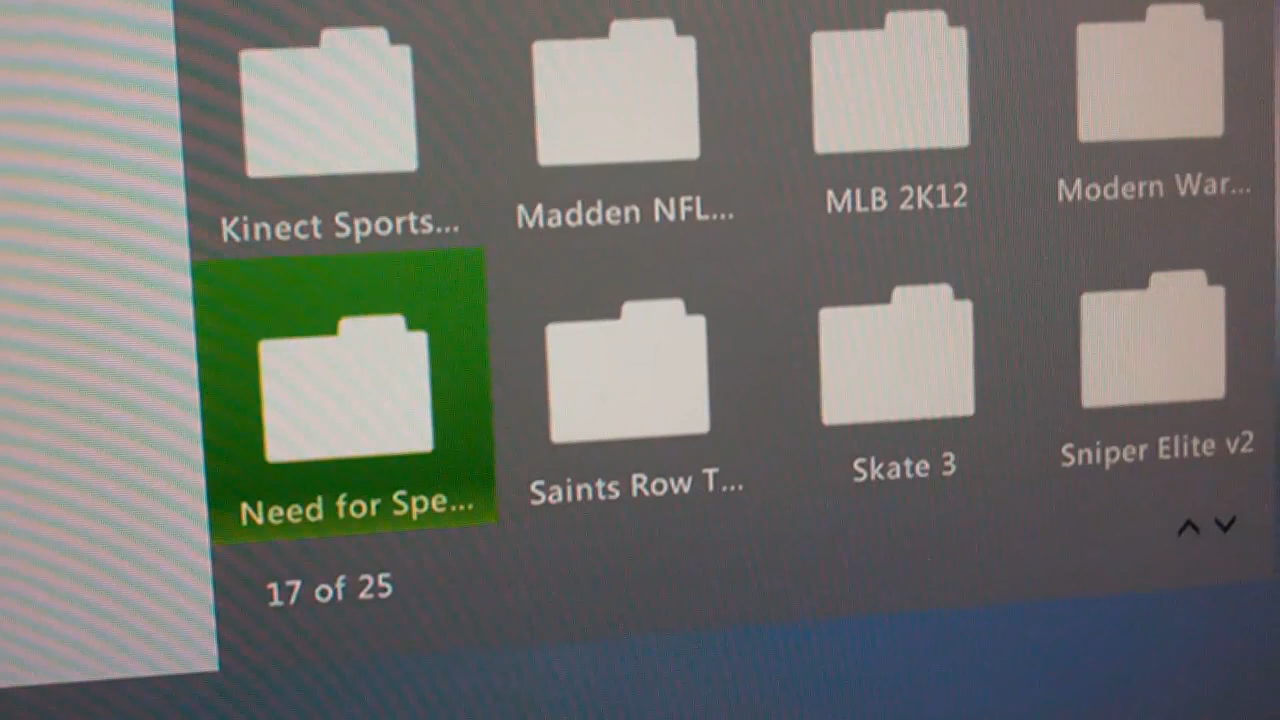 Kinect Sports...
Madden NFL...
MLB 2K12
Modern War...
Need for Spe...
Saints Row T...
Skate 3
Sniper Elite v2
17 of 25